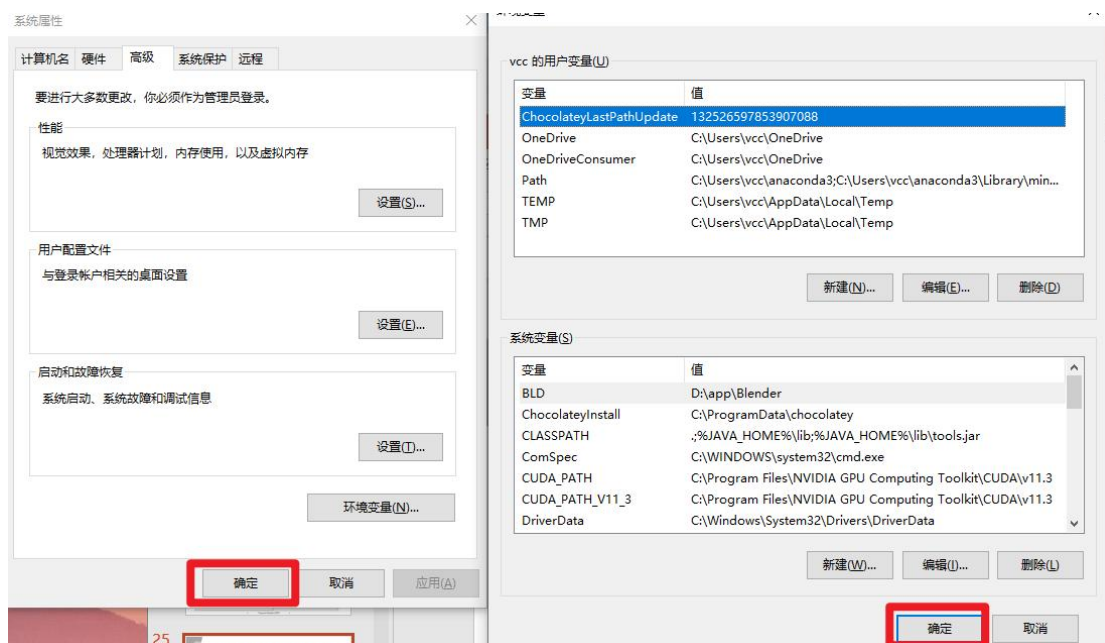 系统属性
计算机名 硬件 高级 系统保护 远程
要进行大多数更改，你必须作为管理员登录。
性能
视觉效果，处理器计划，内存使用，以及虚拟内存
设置(S)...
用户配置文件
与登录帐户相关的桌面设置
设置(E)...
启动和故障恢复
系统启动、系统故障和调试信息
设置(T)...
环境变量(N)...
确定 取消 应用(A)
25
vcc 的用户变量(U)
变量 值
ChocolateyLastPathUpdate 132526597853907088
OneDrive C:\Users\vcc\OneDrive
OneDriveConsumer C:\Users\vcc\OneDrive
Path C:\Users\vcc\anaconda3;C:\Users\vcc\anaconda3\Library\min...
TEMP C:\Users\vcc\AppData\Local\Temp
TMP C:\Users\vcc\AppData\Local\Temp
新建(N)... 编辑(E)... 删除(D)
系统变量(S)
变量 值
BLD D:\app\Blender
ChocolateyInstall C:\ProgramData\chocolatey
CLASSPATH .;%JAVA_HOME%\lib;%JAVA_HOME%\lib\tools.jar
ComSpec C:\WINDOWS\system32\cmd.exe
CUDA_PATH C:\Program Files\NVIDIA GPU Computing Toolkit\CUDA\v11.3
CUDA_PATH_V11_3 C:\Program Files\NVIDIA GPU Computing Toolkit\CUDA\v11.3
DriverData C:\Windows\System32\Drivers\DriverData
新建(W)... 编辑(I)... 删除(L)
确定 取消